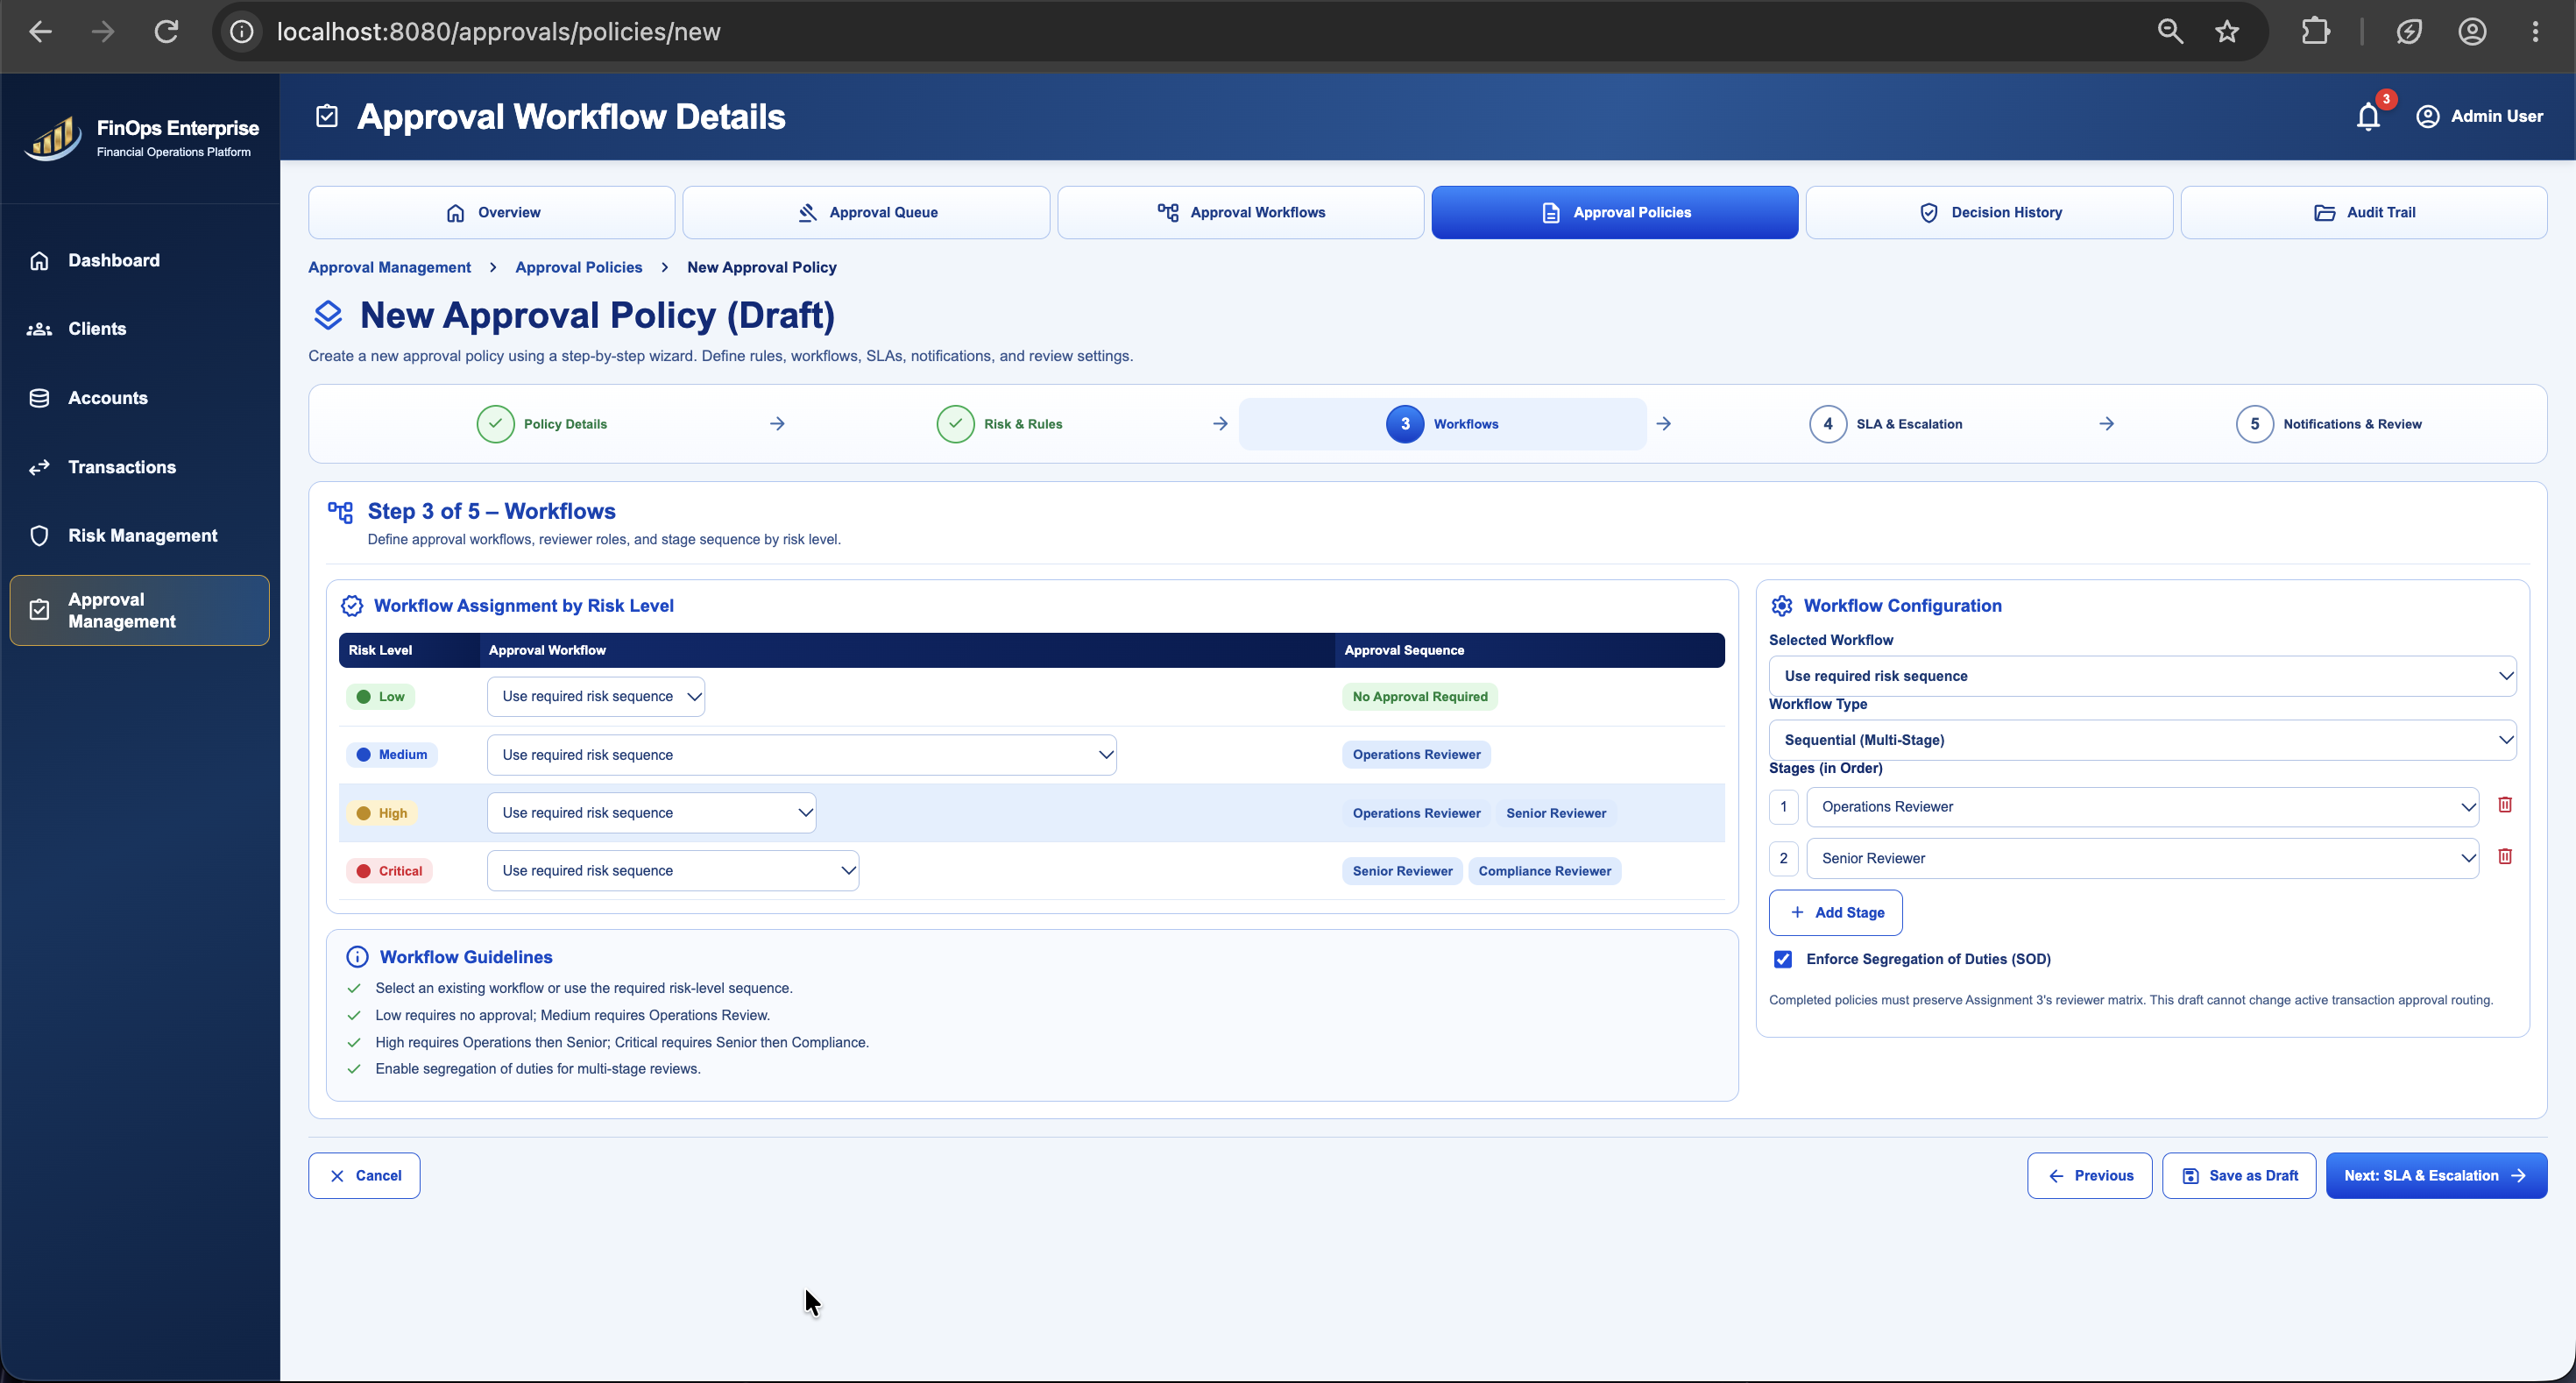 localhost:8080/approvals/policies/new
FinOps Enterprise
Financial Operations Platform
Approval Workflow Details
3
Admin User
Dashboard
Clients
Accounts
Transactions
Risk Management
Approval
Management
Overview
Approval Queue
Approval Workflows
Approval Policies
Decision History
Audit Trail
Approval Management > Approval Policies > New Approval Policy
New Approval Policy (Draft)
Create a new approval policy using a step-by-step wizard. Define rules, workflows, SLAs, notifications, and review settings.
Policy Details
Risk & Rules
3 Workflows
4 SLA & Escalation
5 Notifications & Review
Step 3 of 5 – Workflows
Define approval workflows, reviewer roles, and stage sequence by risk level.
Workflow Assignment by Risk Level
Risk Level Approval Workflow Approval Sequence
Low Use required risk sequence No Approval Required
Medium Use required risk sequence Operations Reviewer
High Use required risk sequence Operations Reviewer Senior Reviewer
Critical Use required risk sequence Senior Reviewer Compliance Reviewer
Workflow Guidelines
Select an existing workflow or use the required risk-level sequence.
Low requires no approval; Medium requires Operations Review.
High requires Operations then Senior; Critical requires Senior then Compliance.
Enable segregation of duties for multi-stage reviews.
Workflow Configuration
Selected Workflow
Use required risk sequence
Workflow Type
Sequential (Multi-Stage)
Stages (in Order)
1 Operations Reviewer
2 Senior Reviewer
+ Add Stage
Enforce Segregation of Duties (SOD)
Completed policies must preserve Assignment 3's reviewer matrix. This draft cannot change active transaction approval routing.
Cancel
Previous
Save as Draft
Next: SLA & Escalation